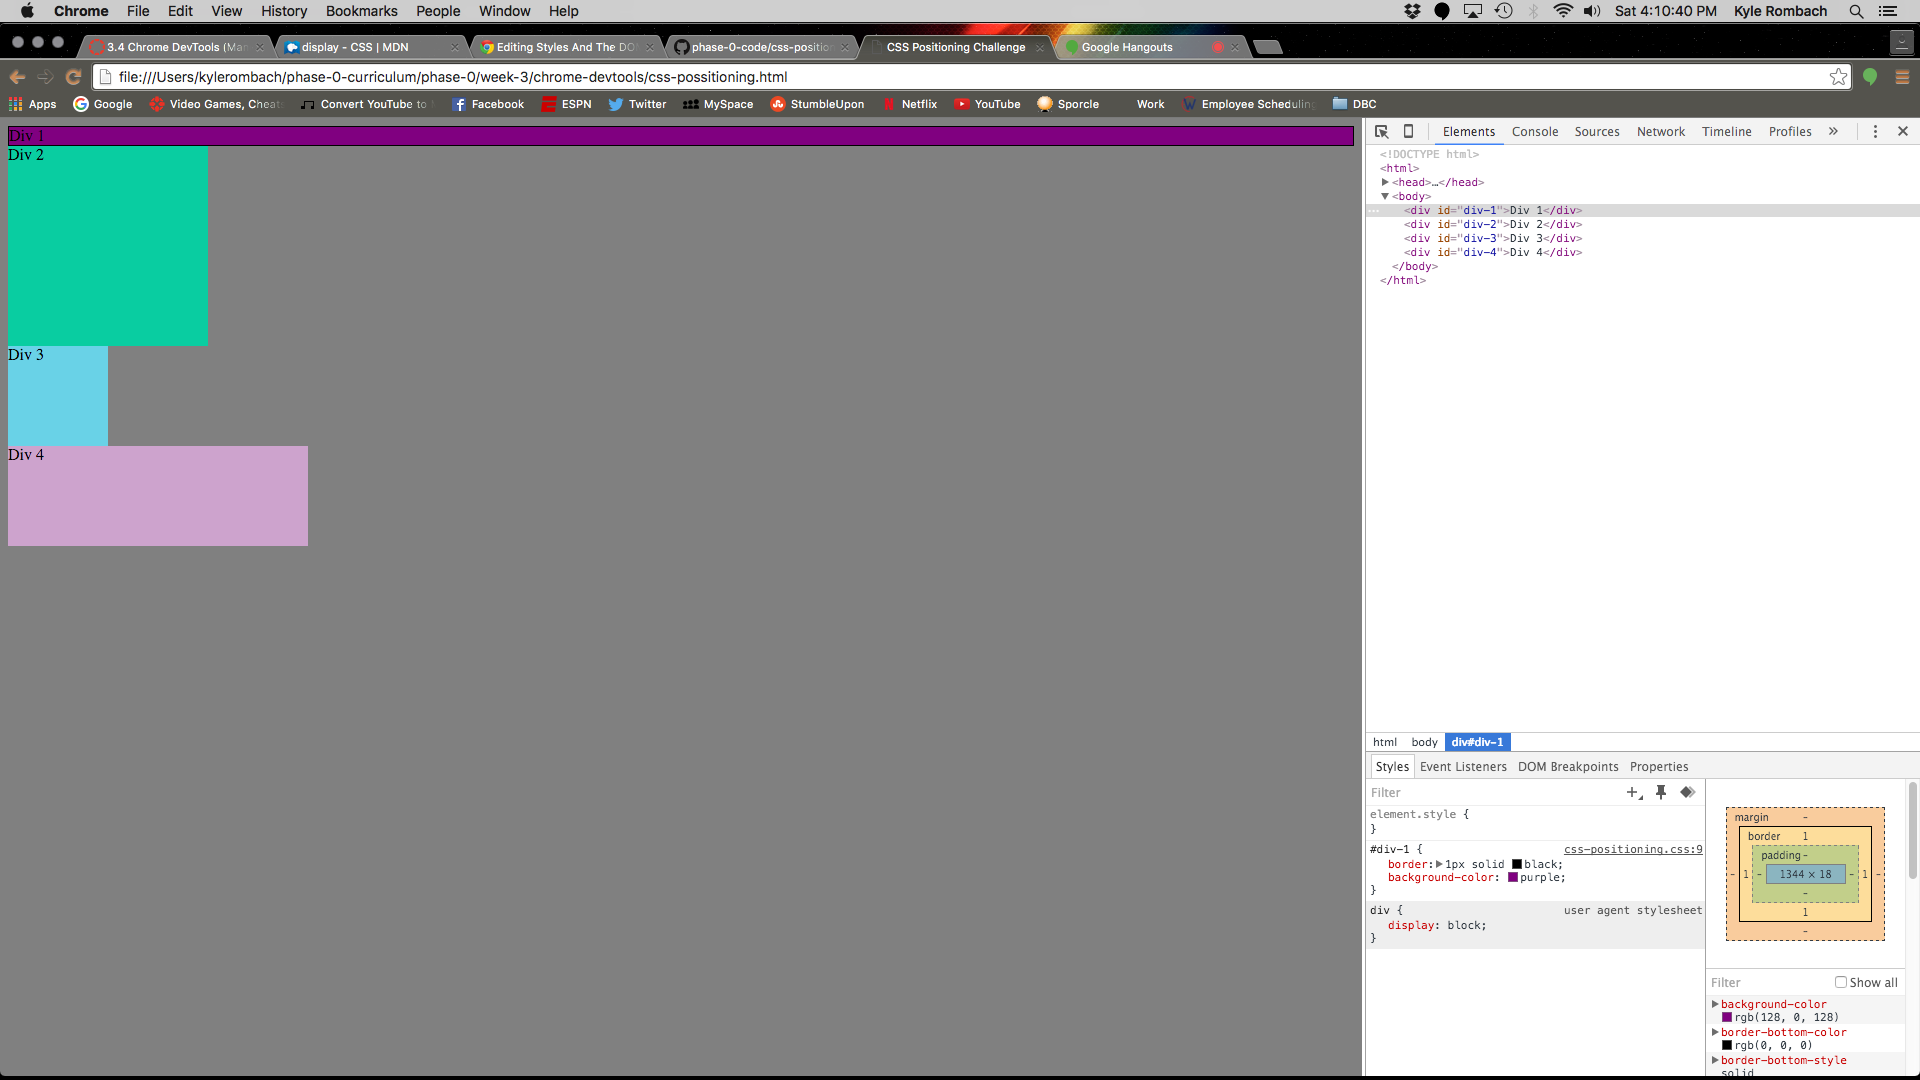 Chrome File Edit View History Bookmarks People Window Help Sat 4:10:40 PM Kyle Rombach
3.4 Chrome DevTools (Man display - CSS | MDN Editing Styles And The DO phase-0-code/css-position CSS Positioning Challenge Google Hangouts
file:///Users/kylerombach/phase-0-curriculum/phase-0/week-3/chrome-devtools/css-possitioning.html
Apps Google Video Games, Cheat Convert YouTube to Facebook ESPN Twitter MySpace StumbleUpon Netflix YouTube Sporcle Work Employee Scheduling DBC
Div 1
Div 2
Div 3
Div 4
Elements Console Sources Network Timeline Profiles »
<!DOCTYPE html>
<html>
<head>…</head>
<body>
<div id="div-1">Div 1</div>
<div id="div-2">Div 2</div>
<div id="div-3">Div 3</div>
<div id="div-4">Div 4</div>
</body>
</html>
html body div#div-1
Styles Event Listeners DOM Breakpoints Properties
Filter
element.style {
}
#div-1 { css-positioning.css:9
border: 1px solid black;
background-color: purple;
}
div { user agent stylesheet
display: block;
}
margin -
border 1
padding -
- 1 - 1344 × 18 - 1 -
-
1
-
Filter Show all
background-color
rgb(128, 0, 128)
border-bottom-color
rgb(0, 0, 0)
border-bottom-style
solid